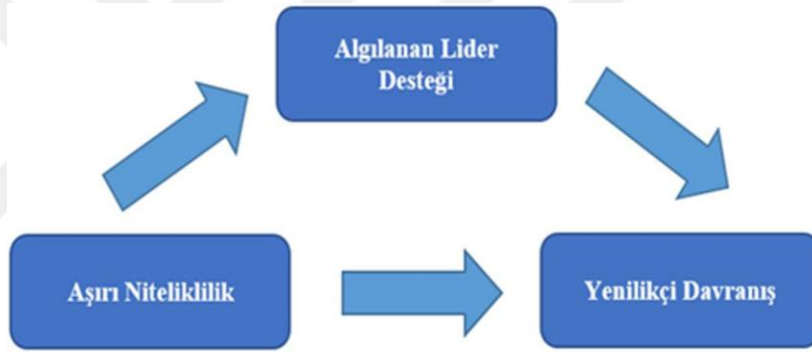 Algılanan Lider
Desteği
Aşırı Niteliklilik
Yenilikçi Davranış